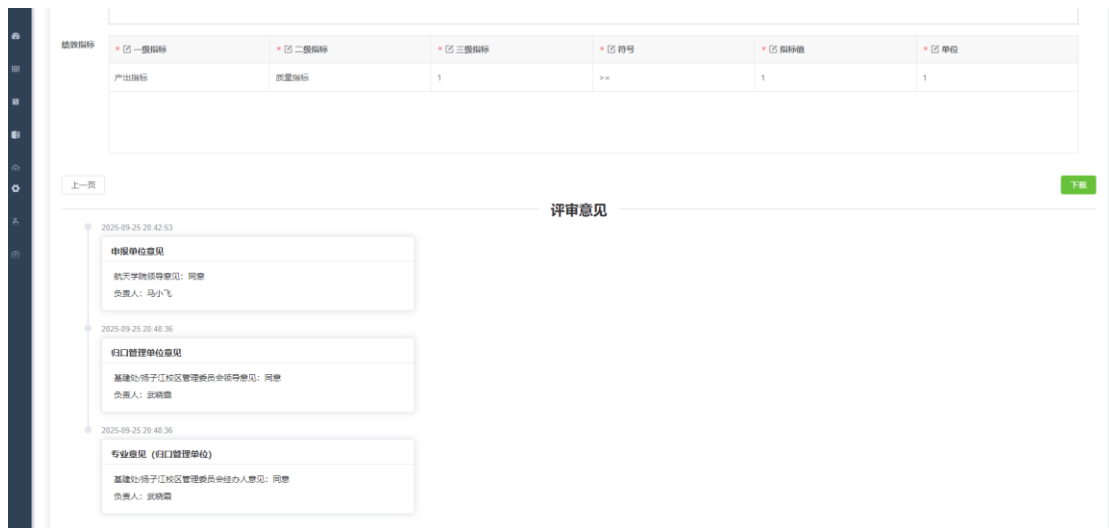 绩效指标
* 一级指标 * 二级指标 * 三级指标 * 符号 * 指标值 * 单位
产出指标 质量指标 1 >= 1 1
上一页 下载
评审意见
2025-09-25 20:42:53
申报单位意见
航天学院领导意见：同意
负责人：马小飞
2025-09-25 20:48:36
归口管理单位意见
基建处/扬子江校区管理委员会领导意见：同意
负责人：武晓霞
2025-09-25 20:48:36
专业意见（归口管理单位）
基建处/扬子江校区管理委员会经办人意见：同意
负责人：武晓霞